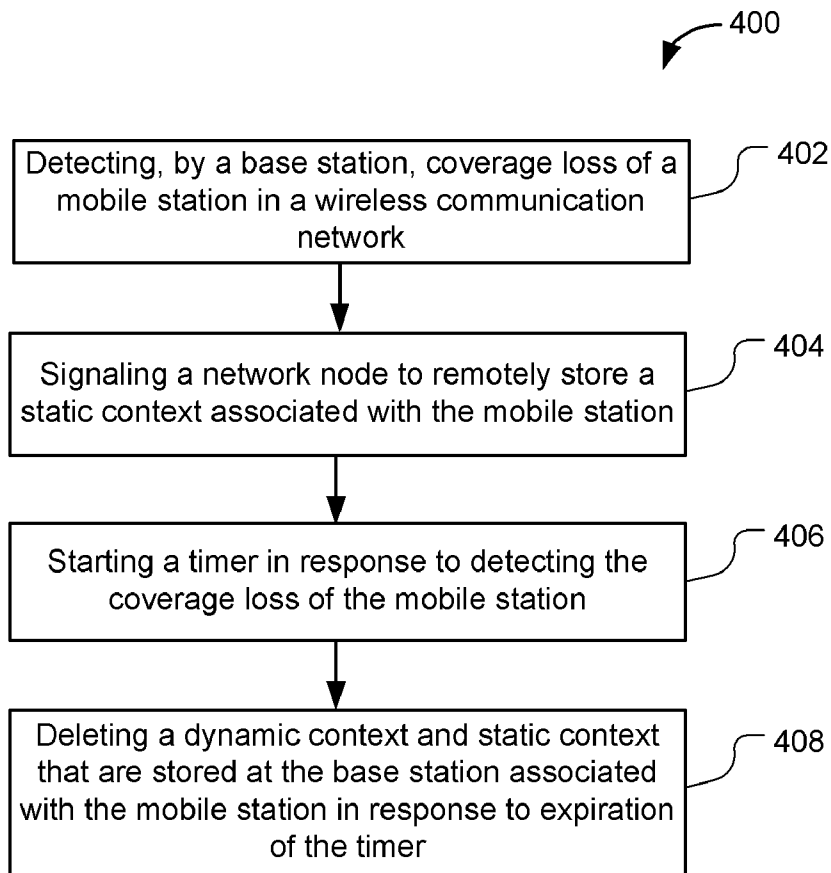 400
Detecting, by a base station, coverage loss of a
mobile station in a wireless communication
network
402
Signaling a network node to remotely store a
static context associated with the mobile station
404
Starting a timer in response to detecting the
coverage loss of the mobile station
406
Deleting a dynamic context and static context
that are stored at the base station associated
with the mobile station in response to expiration
of the timer
408